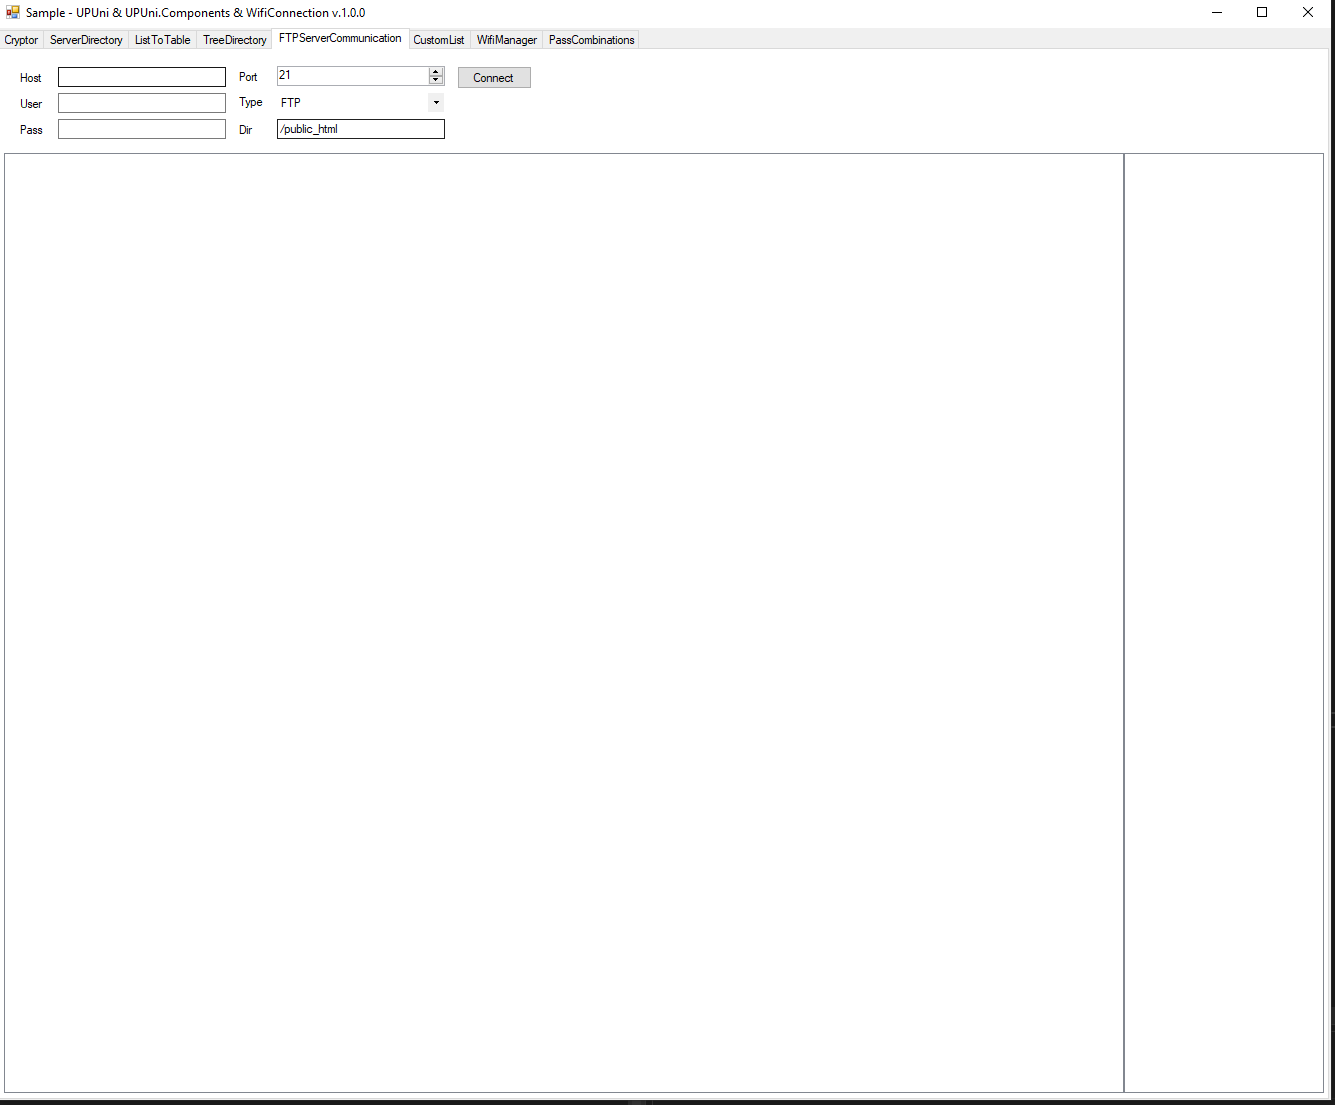 Sample - UPUni & UPUni.Components & WifiConnection v.1.0.0
Cryptor ServerDirectory ListToTable TreeDirectory FTPServerCommunication CustomList WifiManager PassCombinations
Host Port 21 Connect
User Type FTP
Pass Dir /public_html